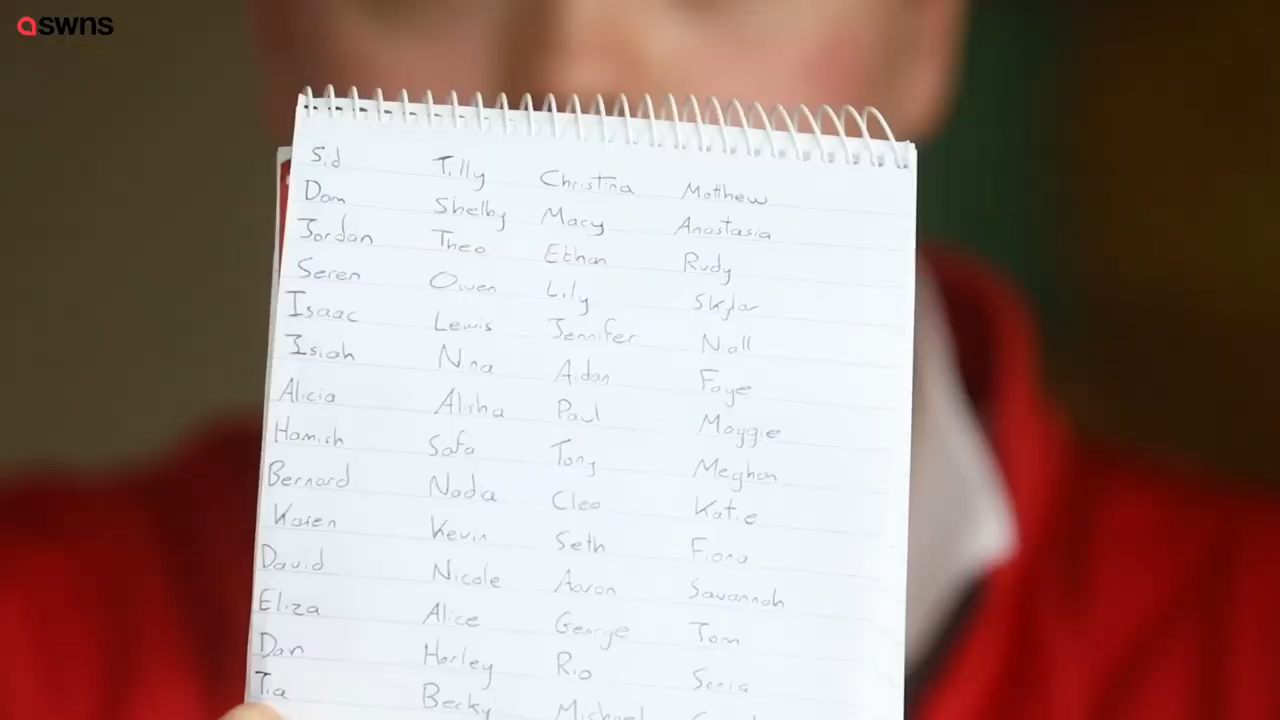 swns
Sid Tilly Christina Matthew
Dom Shelby Macy Anastasia
Jordan Theo Ethan Rudy
Seren Owen Lily Skylar
Isaac Lewis Jennifer Niall
Isiah Nina Aidan Faye
Alicia Alisha Paul Maggie
Hamish Safa Tony Meghan
Bernard Nadia Cleo Katie
Karen Kevin Seth Fiona
David Nicole Aaron Savannah
Eliza Alice George Tom
Dan Harley Rio Sonia
Tia Becky Michael